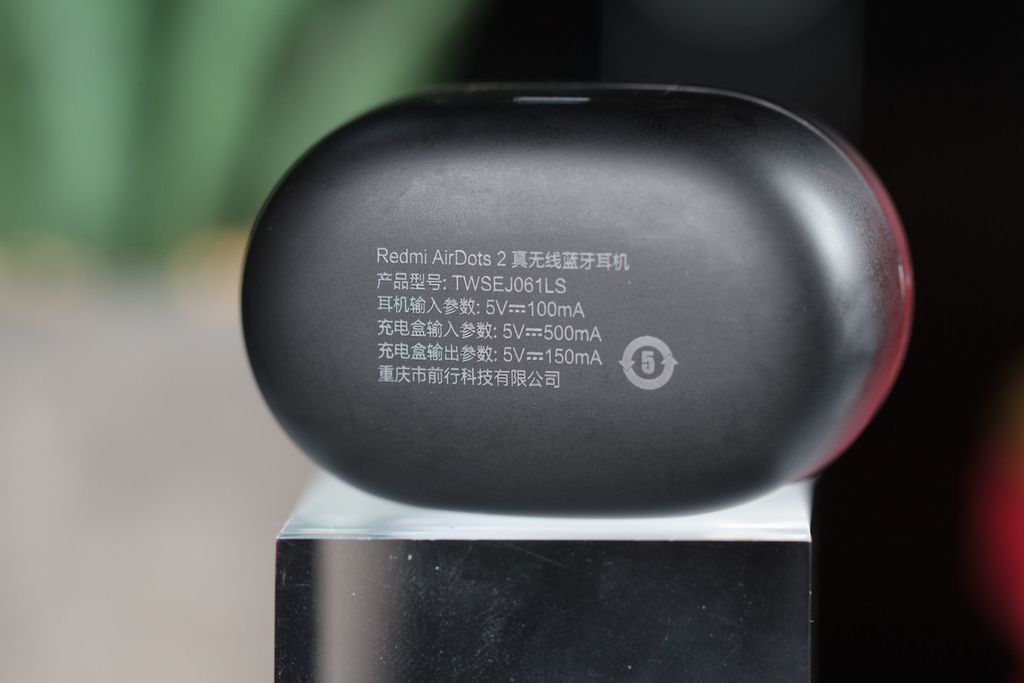 Redmi AirDots 2 真无线蓝牙耳机
产品型号: TWSEJ061LS
耳机输入参数: 5V⎓100mA
充电盒输入参数: 5V⎓500mA
充电盒输出参数: 5V⎓150mA
重庆市前行科技有限公司
5